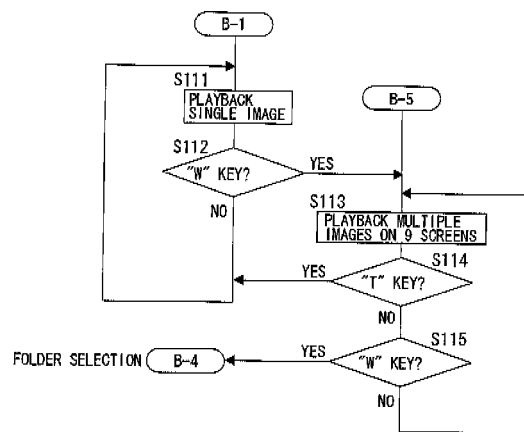 B-1
S111
PLAYBACK
SINGLE IMAGE
B-5
S112
"W" KEY?
YES
NO
S113
PLAYBACK MULTIPLE
IMAGES ON 9 SCREENS
S114
YES
"T" KEY?
NO
S115
FOLDER SELECTION B-4
YES
"W" KEY?
NO